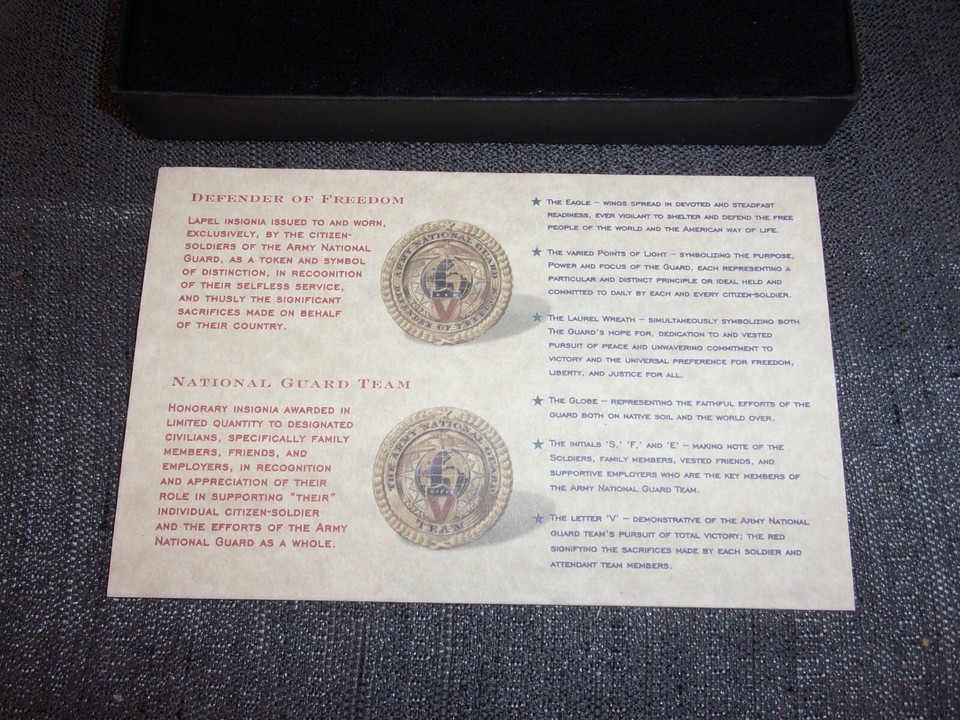 Defender of Freedom
Lapel insignia issued to and worn,
exclusively, by the citizen-
soldiers of the Army National
Guard, as a token and symbol
of distinction, in recognition
of their selfless service,
and thusly the significant
sacrifices made on behalf
of their country.
ARMY NATIONAL GUARD
DEFENDER OF FREEDOM
National Guard Team
Honorary insignia awarded in
limited quantity to designated
civilians, specifically family
members, friends, and
employers, in recognition
and appreciation of their
role in supporting "their"
individual citizen-soldier
and the efforts of the Army
National Guard as a whole.
THE ARMY NATIONAL GUARD
TEAM
The Eagle – wings spread in devoted and steadfast
readiness, ever vigilant to shelter and defend the free
people of the world and the American way of life.
The varied Points of Light – symbolizing the purpose,
Power and focus of the Guard, each representing a
particular and distinct principle or ideal held and
committed to daily by each and every citizen-soldier.
The Laurel Wreath – simultaneously symbolizing both
The Guard's hope for, dedication to and vested
pursuit of peace and unwavering commitment to
victory and the universal preference for freedom,
liberty, and justice for all.
The Globe – representing the faithful efforts of the
guard both on native soil and the world over.
The initials 'S,' 'F,' and 'E' – making note of the
Soldiers, family members, vested friends, and
supportive employers who are the key members of
the Army National Guard Team.
The letter 'V' – demonstrative of the Army National
guard team's pursuit of total victory; the red
signifying the sacrifices made by each soldier and
attendant team members.